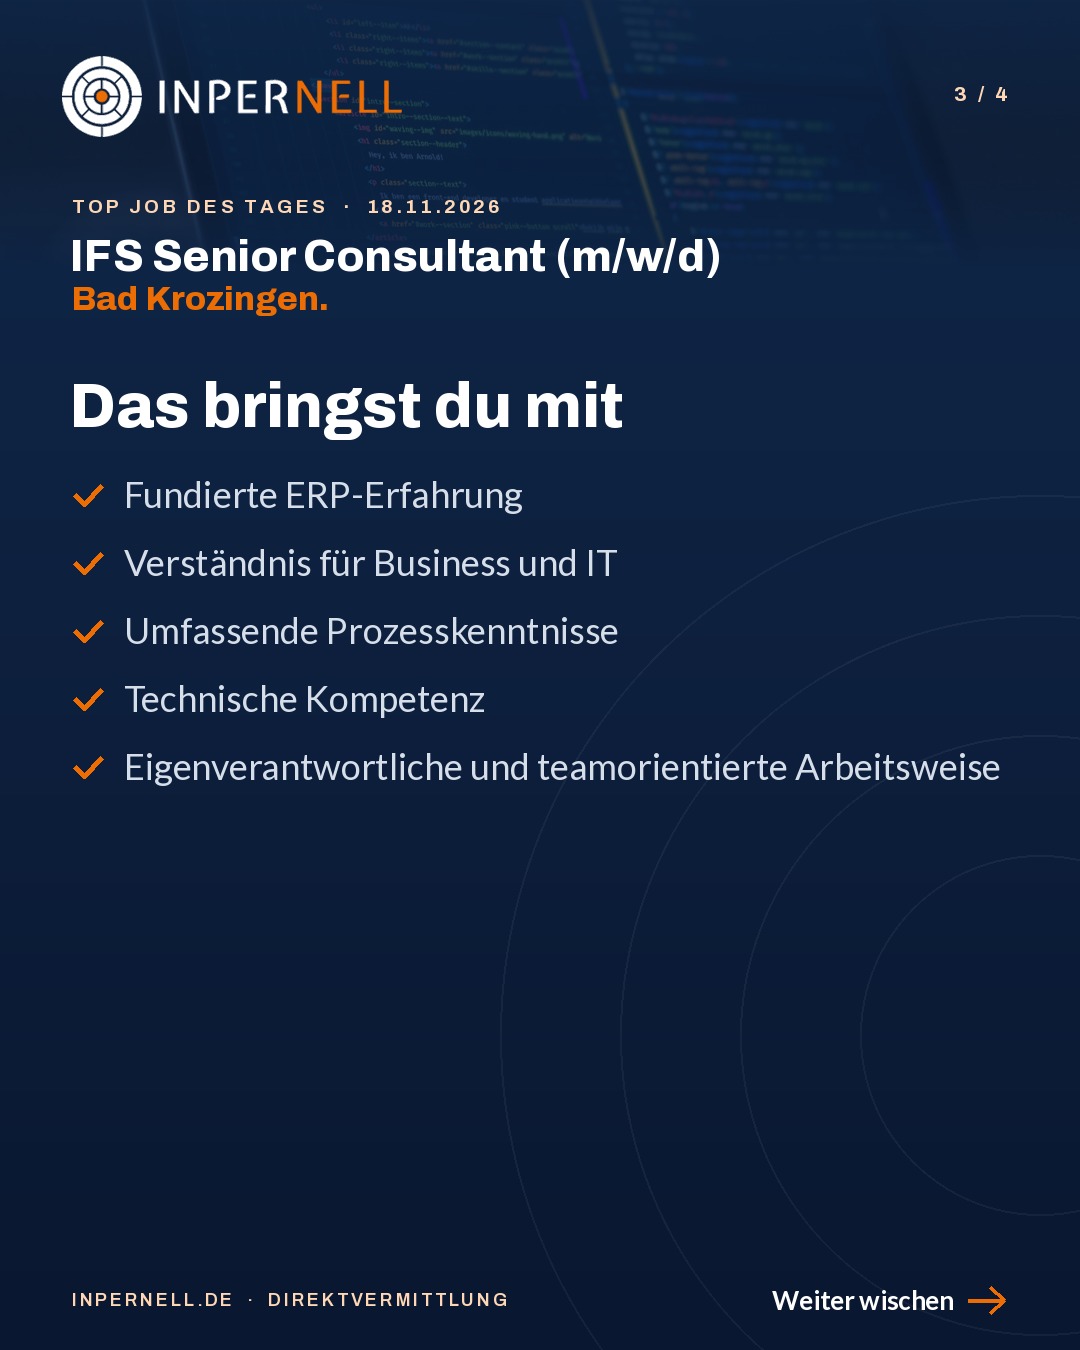 INPERNELL
3 / 4
TOP JOB DES TAGES · 18.11.2026
IFS Senior Consultant (m/w/d)
Bad Krozingen.
Das bringst du mit
Fundierte ERP-Erfahrung
Verständnis für Business und IT
Umfassende Prozesskenntnisse
Technische Kompetenz
Eigenverantwortliche und teamorientierte Arbeitsweise
INPERNELL.DE · DIREKTVERMITTLUNG
Weiter wischen